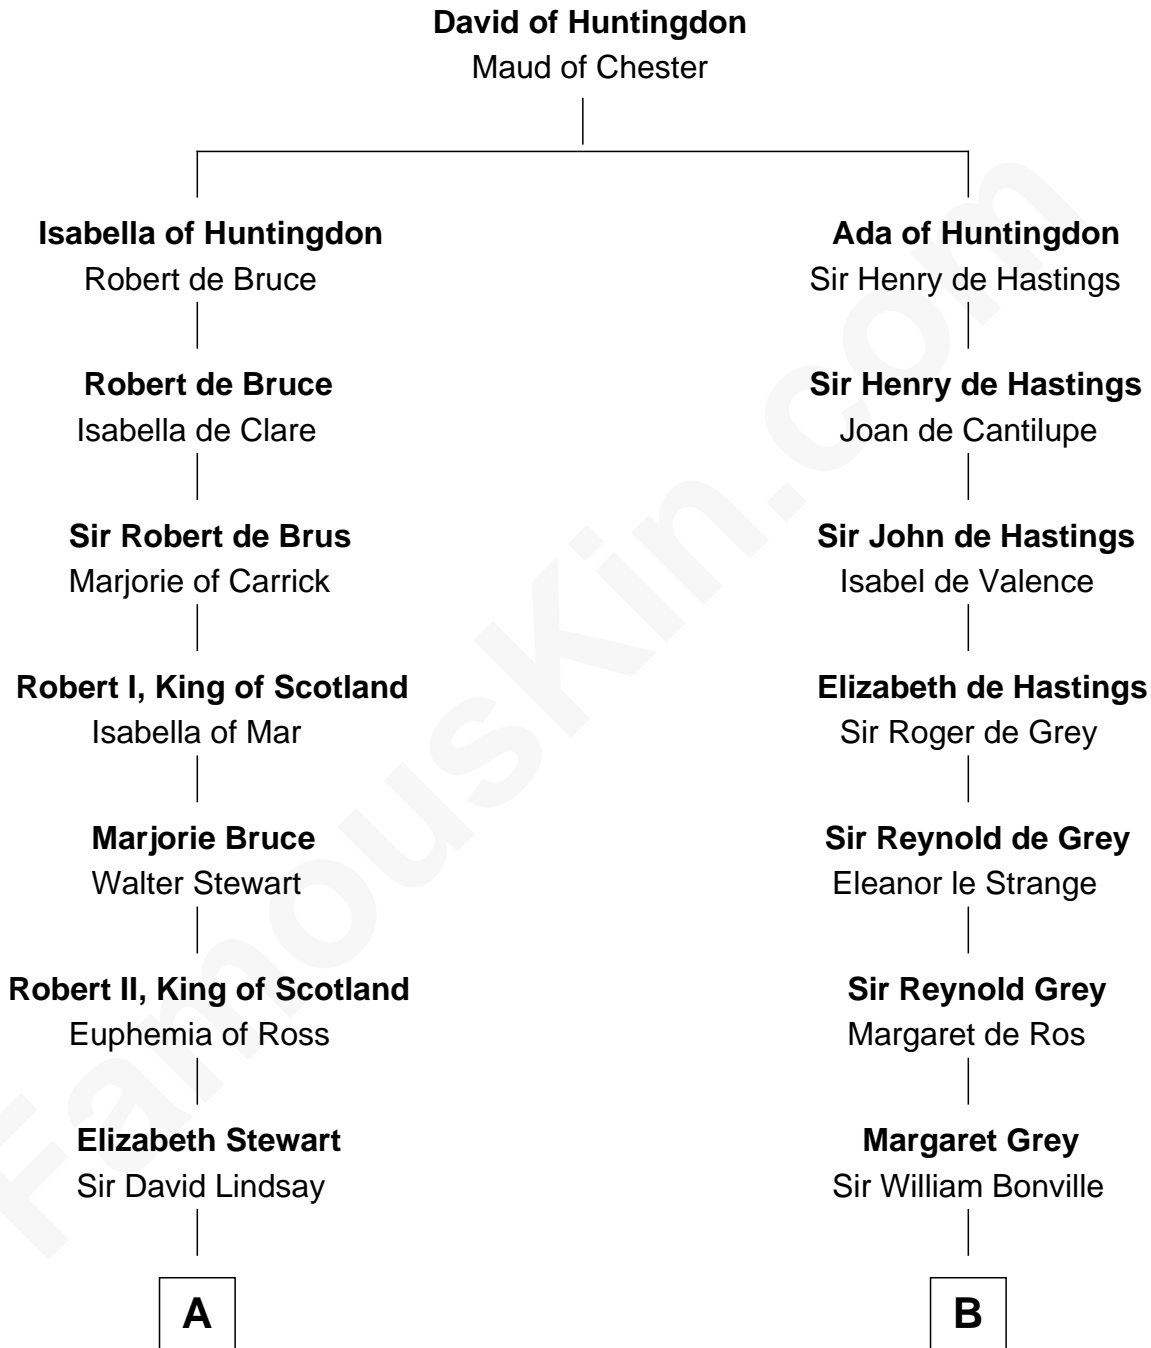 David of Huntingdon
Maud of Chester
Isabella of Huntingdon
Robert de Bruce
Ada of Huntingdon
Sir Henry de Hastings
Robert de Bruce
Isabella de Clare
Sir Henry de Hastings
Joan de Cantilupe
Sir Robert de Brus
Marjorie of Carrick
Sir John de Hastings
Isabel de Valence
Robert I, King of Scotland
Isabella of Mar
Elizabeth de Hastings
Sir Roger de Grey
Marjorie Bruce
Walter Stewart
Sir Reynold de Grey
Eleanor le Strange
Robert II, King of Scotland
Euphemia of Ross
Sir Reynold Grey
Margaret de Ros
Elizabeth Stewart
Sir David Lindsay
Margaret Grey
Sir William Bonville
A
B
FamousKin.com